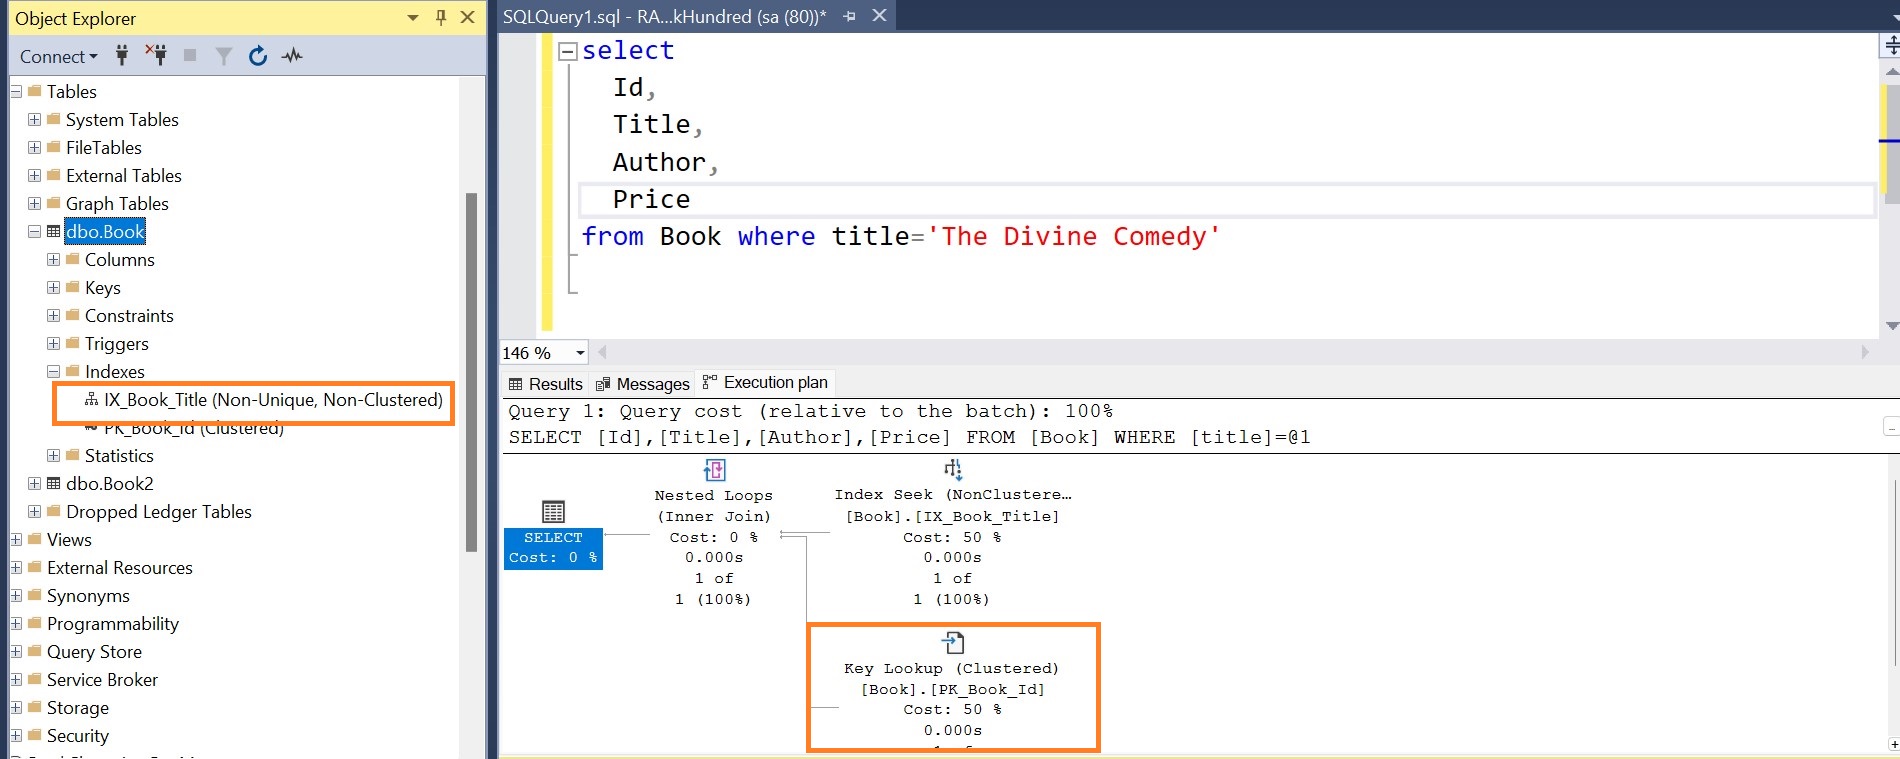 Object Explorer
Connect
Tables
System Tables
FileTables
External Tables
Graph Tables
dbo.Book
Columns
Keys
Constraints
Triggers
Indexes
IX_Book_Title (Non-Unique, Non-Clustered)
PK_Book_Id (Clustered)
Statistics
dbo.Book2
Dropped Ledger Tables
Views
External Resources
Synonyms
Programmability
Query Store
Service Broker
Storage
Security
SQLQuery1.sql - RA...kHundred (sa (80))*
select
Id,
Title,
Author,
Price
from Book where title='The Divine Comedy'
146 %
Results Messages Execution plan
Query 1: Query cost (relative to the batch): 100%
SELECT [Id],[Title],[Author],[Price] FROM [Book] WHERE [title]=@1
SELECT
Cost: 0 %
Nested Loops
(Inner Join)
Cost: 0 %
0.000s
1 of
1 (100%)
Index Seek (NonClustere...
[Book].[IX_Book_Title]
Cost: 50 %
0.000s
1 of
1 (100%)
Key Lookup (Clustered)
[Book].[PK_Book_Id]
Cost: 50 %
0.000s